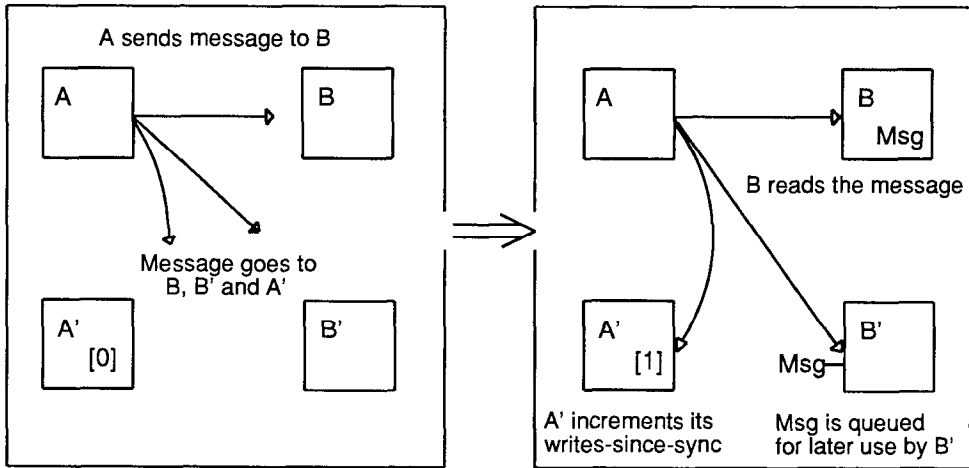 A sends message to B
A
B
Message goes to
B, B' and A'
A'
[0]
B'
A
B
Msg
B reads the message
A'
[1]
B'
Msg
A' increments its
writes-since-sync
Msg is queued
for later use by B'